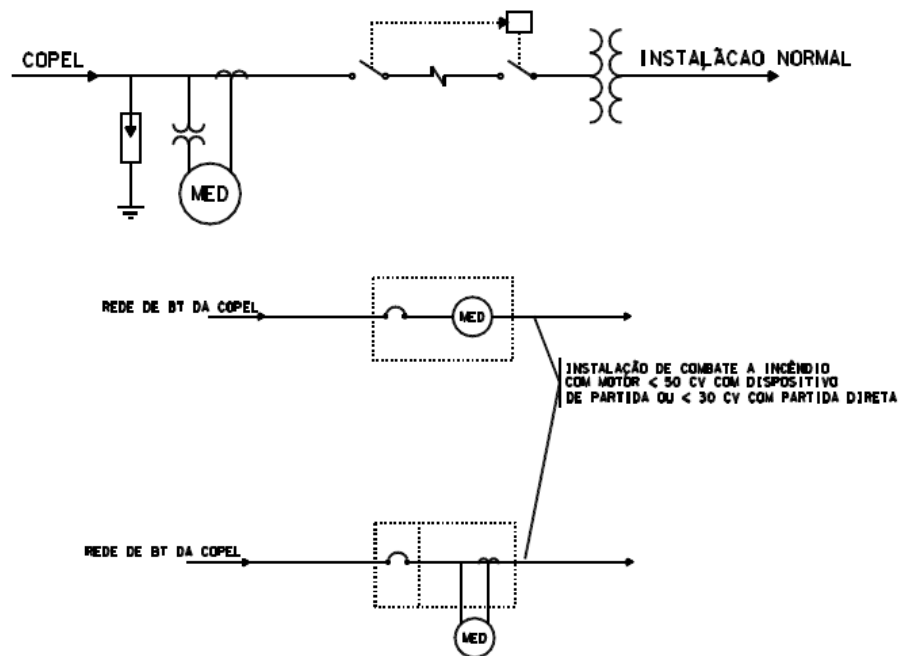 COPEL
INSTALÃCAO NORMAL
MED
REDE DE BT DA COPEL
MED
INSTALAÇÃO DE COMBATE A INCÊNDIO
COM MOTOR < 50 CV COM DISPOSITIVO
DE PARTIDA OU < 30 CV COM PARTIDA DIRETA
REDE DE BT DA COPEL
MED